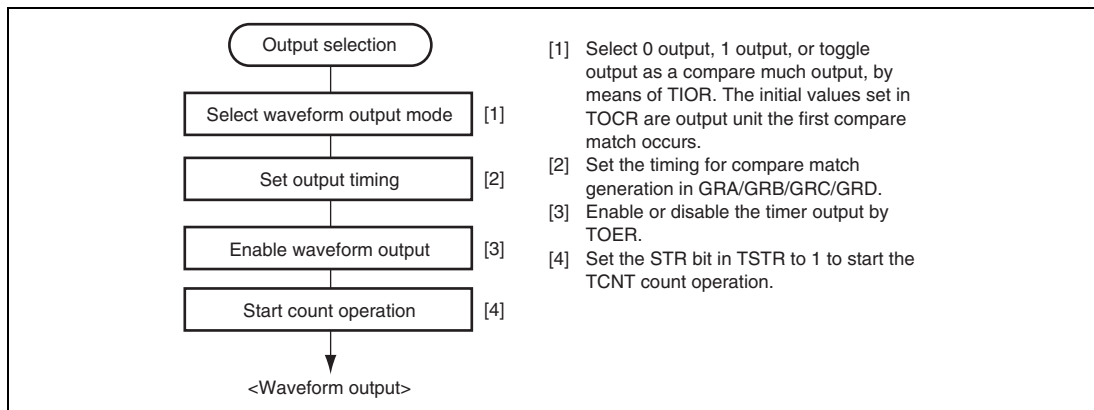 Output selection
Select waveform output mode [1]
Set output timing [2]
Enable waveform output [3]
Start count operation [4]
<Waveform output>
[1] Select 0 output, 1 output, or toggle
output as a compare much output, by
means of TIOR. The initial values set in
TOCR are output unit the first compare
match occurs.
[2] Set the timing for compare match
generation in GRA/GRB/GRC/GRD.
[3] Enable or disable the timer output by
TOER.
[4] Set the STR bit in TSTR to 1 to start the
TCNT count operation.